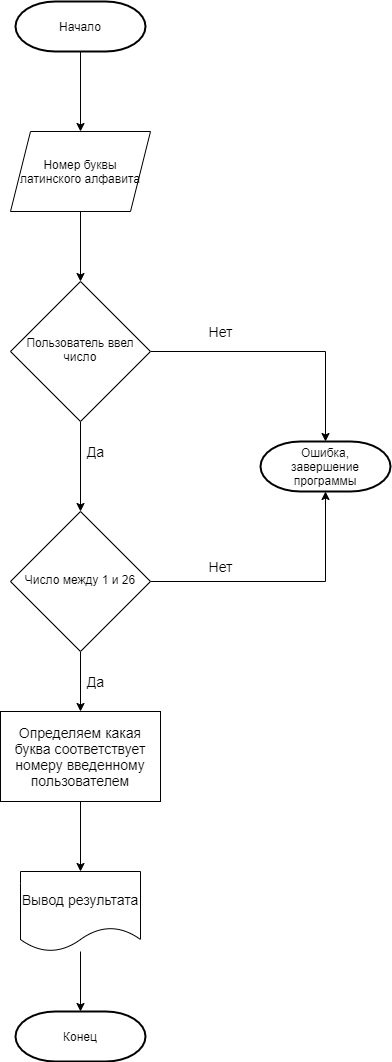 Начало
Номер буквы
латинского алфавита
Пользователь ввел
число
Нет
Да
Ошибка,
завершение
программы
Число между 1 и 26
Нет
Да
Определяем какая
буква соответствует
номеру введенному
пользователем
Вывод результата
Конец